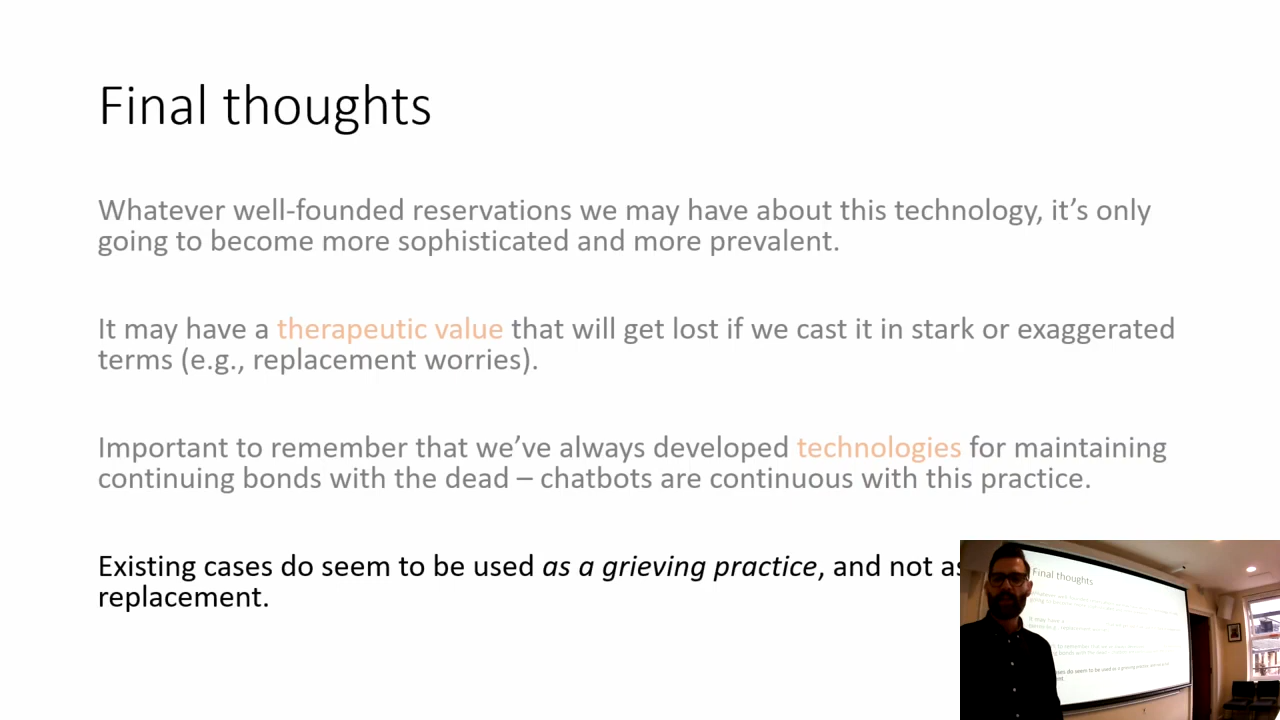 Final thoughts
Whatever well-founded reservations we may have about this technology, it’s only
going to become more sophisticated and more prevalent.
It may have a therapeutic value that will get lost if we cast it in stark or exaggerated
terms (e.g., replacement worries).
Important to remember that we’ve always developed technologies for maintaining
continuing bonds with the dead – chatbots are continuous with this practice.
Existing cases do seem to be used as a grieving practice, and not as
replacement.
Final thoughts